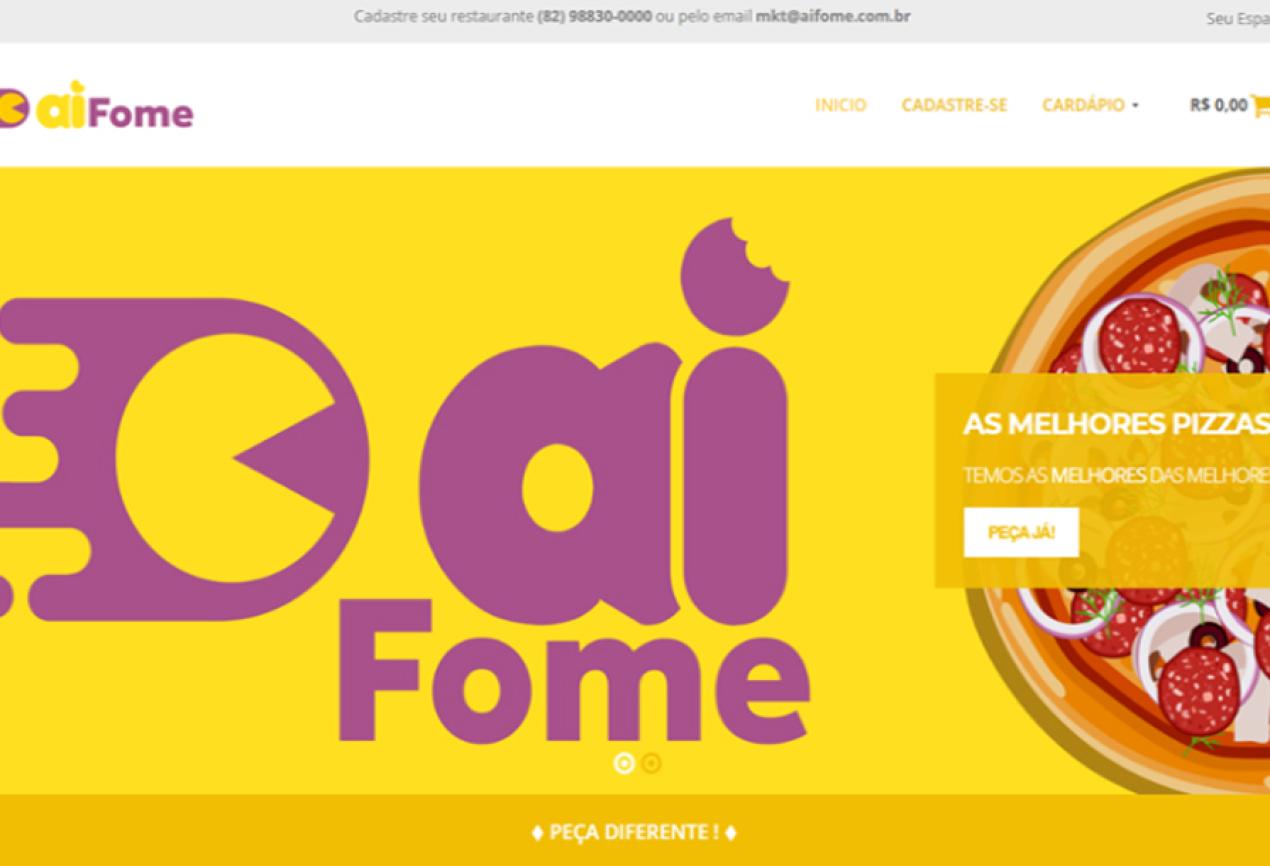 Cadastre seu restaurante (82) 98830-0000 ou pelo email mkt@aifome.com.br
Seu Espa
aiFome
INICIO CADASTRE-SE CARDÁPIO R$ 0,00
ai
Fome
AS MELHORES PIZZAS
TEMOS AS MELHORES DAS MELHORE
PEÇA JÁ!
PEÇA DIFERENTE !